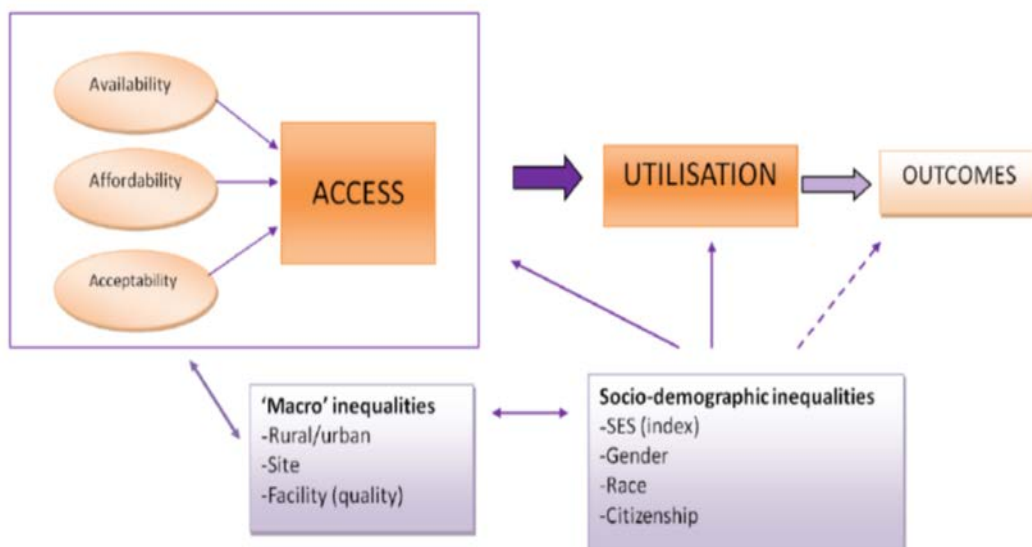 Availability
Affordability
Acceptability
ACCESS
UTILISATION
OUTCOMES
'Macro' inequalities
-Rural/urban
-Site
-Facility (quality)
Socio-demographic inequalities
-SES (index)
-Gender
-Race
-Citizenship